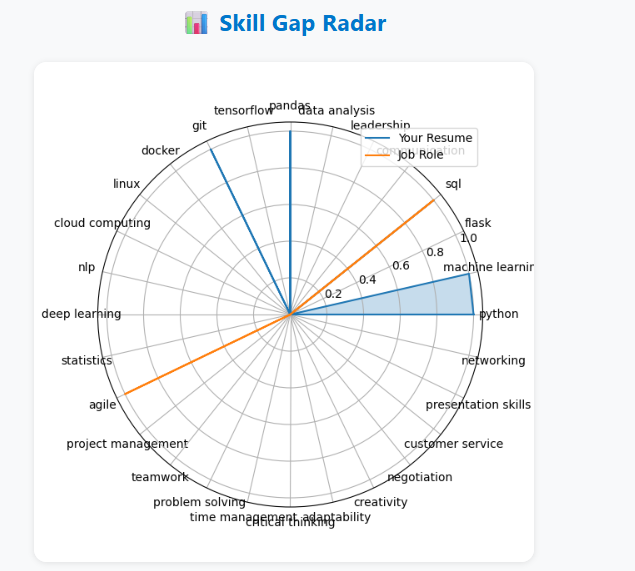 Skill Gap Radar
pandas
tensorflow
data analysis
git
leadership
Your Resume
communication
Job Role
docker
linux
sql
cloud computing
flask
1.0
0.8
nlp
0.6
machine learnin
0.4
0.2
deep learning
python
statistics
networking
agile
presentation skills
project management
customer service
teamwork
negotiation
problem solving
creativity
time management
adaptability
critical thinking